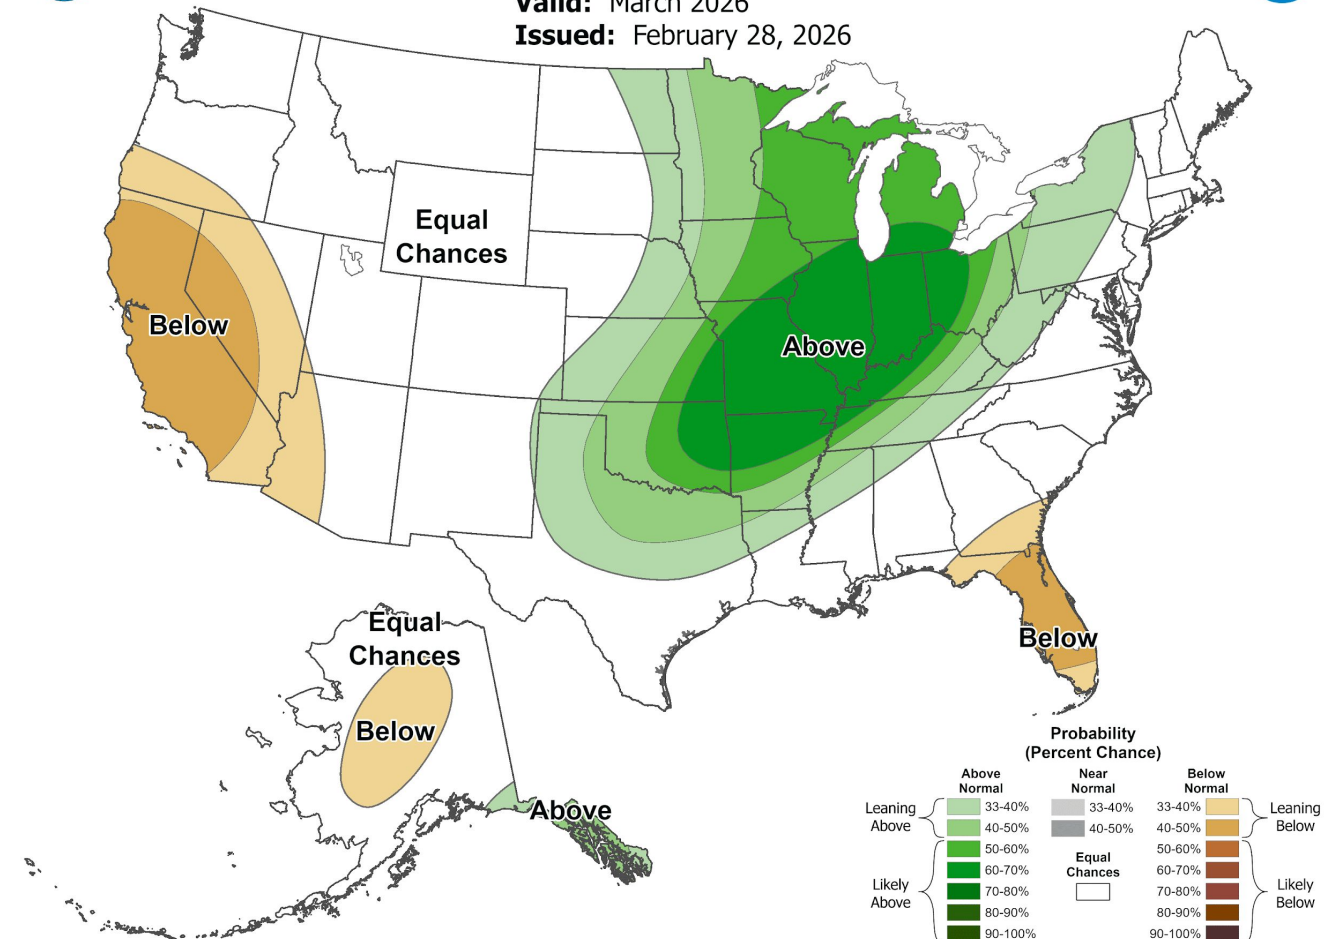 Valid: March 2026
Issued: February 28, 2026
Equal
Chances
Below
Above
Below
Equal
Chances
Below
Above
Probability
(Percent Chance)
Above
Normal
Near
Normal
Below
Normal
Leaning
Above
33-40%
40-50%
33-40%
40-50%
33-40%
40-50%
Leaning
Below
Likely
Above
50-60%
60-70%
70-80%
80-90%
90-100%
Equal
Chances
50-60%
60-70%
70-80%
80-90%
90-100%
Likely
Below